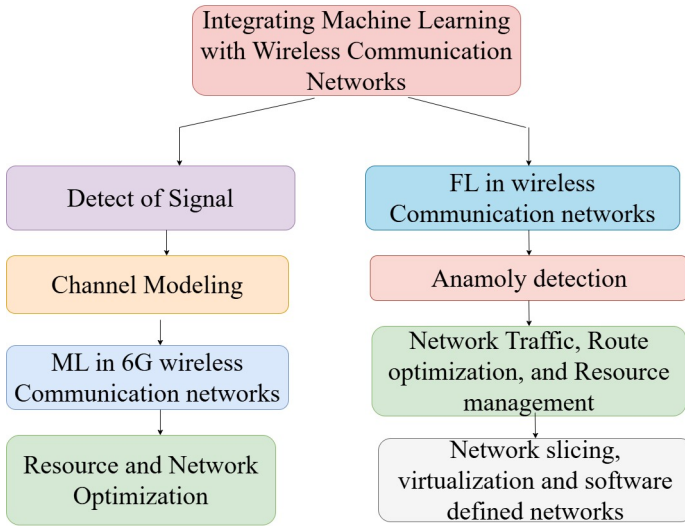 Integrating Machine Learning
with Wireless Communication
Networks
Detect of Signal
Channel Modeling
ML in 6G wireless
Communication networks
Resource and Network
Optimization
FL in wireless
Communication networks
Anamoly detection
Network Traffic, Route
optimization, and Resource
management
Network slicing,
virtualization and software
defined networks